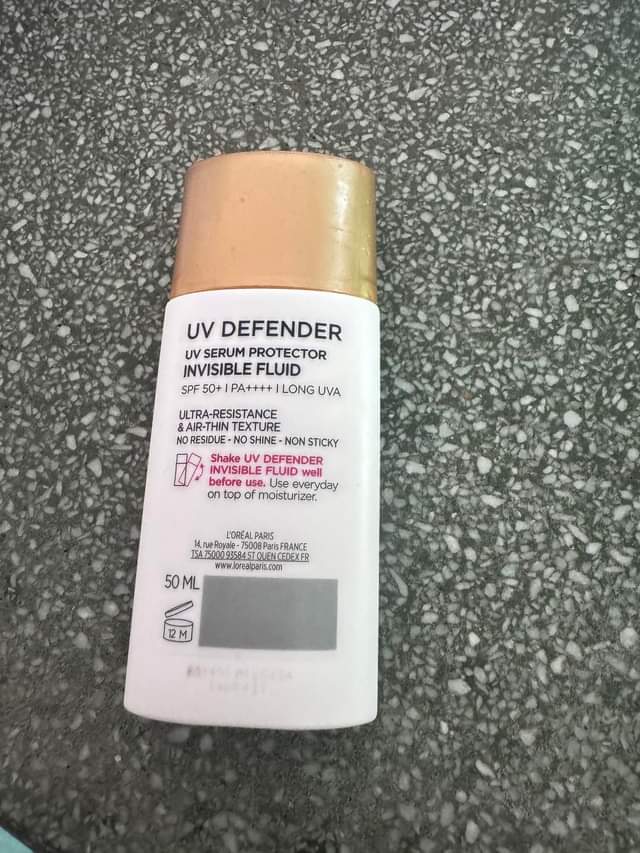 UV DEFENDER
UV SERUM PROTECTOR
INVISIBLE FLUID
SPF 50+ I PA++++ I LONG UVA
ULTRA-RESISTANCE
& AIR-THIN TEXTURE
NO RESIDUE - NO SHINE - NON STICKY
Shake UV DEFENDER
INVISIBLE FLUID well
before use. Use everyday
on top of moisturizer.
L'ORÉAL PARIS
14, rue Royale - 75008 Paris FRANCE
TSA 75000 93584 ST OUEN CEDEX FR
www.lorealparis.com
50 ML
12 M